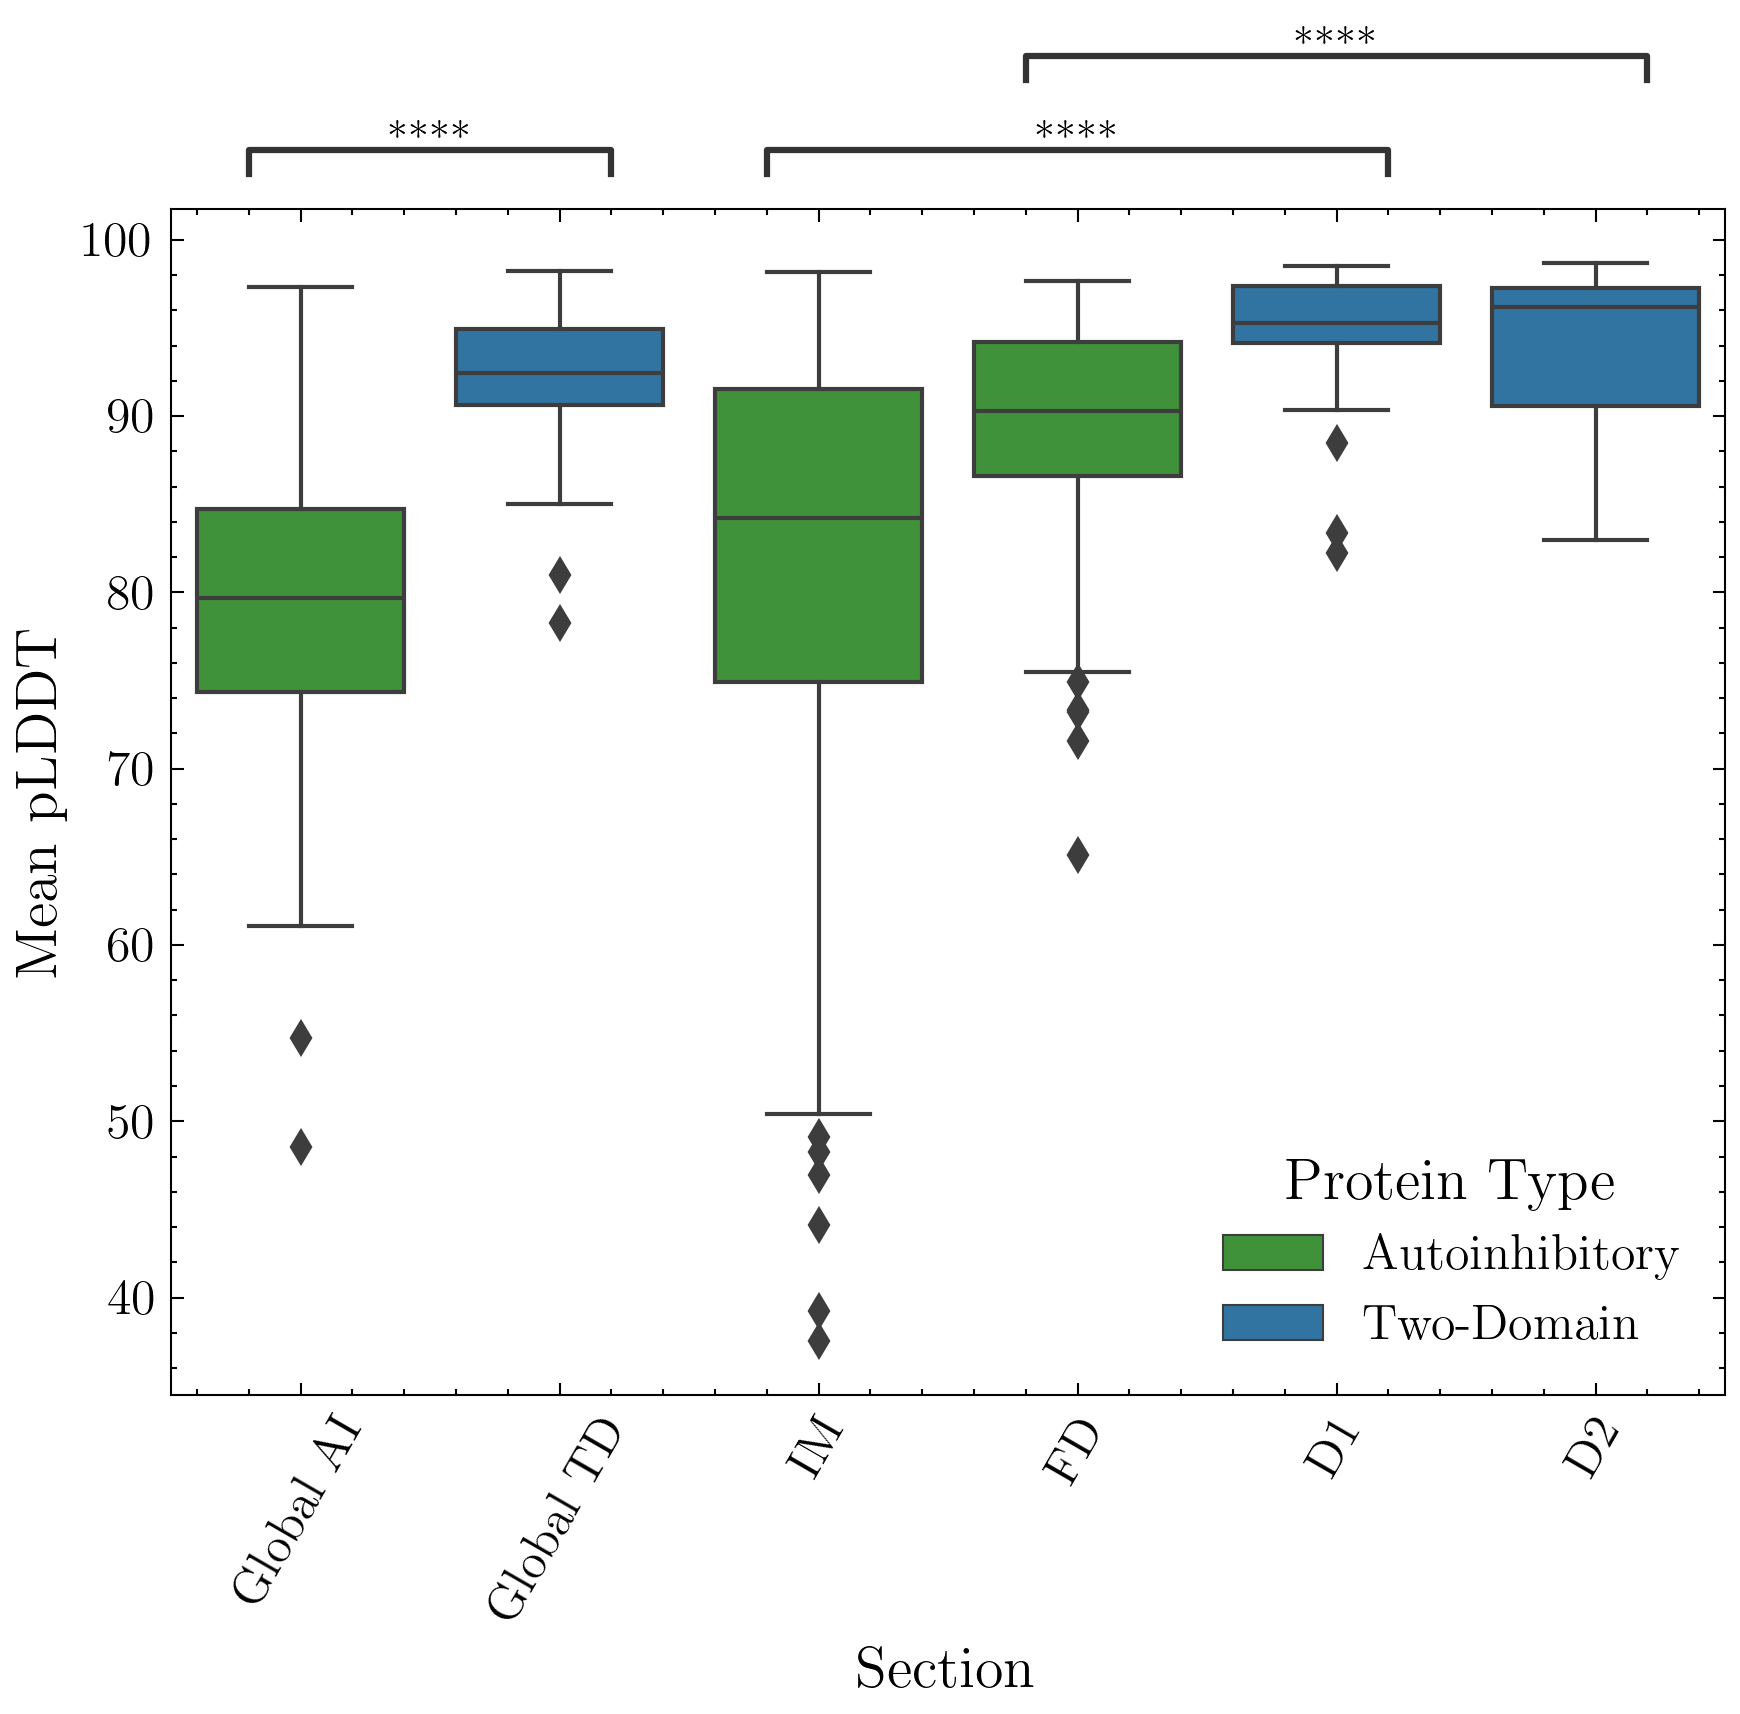 ****
****
****
100
90
80
70
60
50
40
Mean pLDDT
Protein Type
Autoinhibitory
Two-Domain
Global AI
Global TD
IM
FD
D1
D2
Section